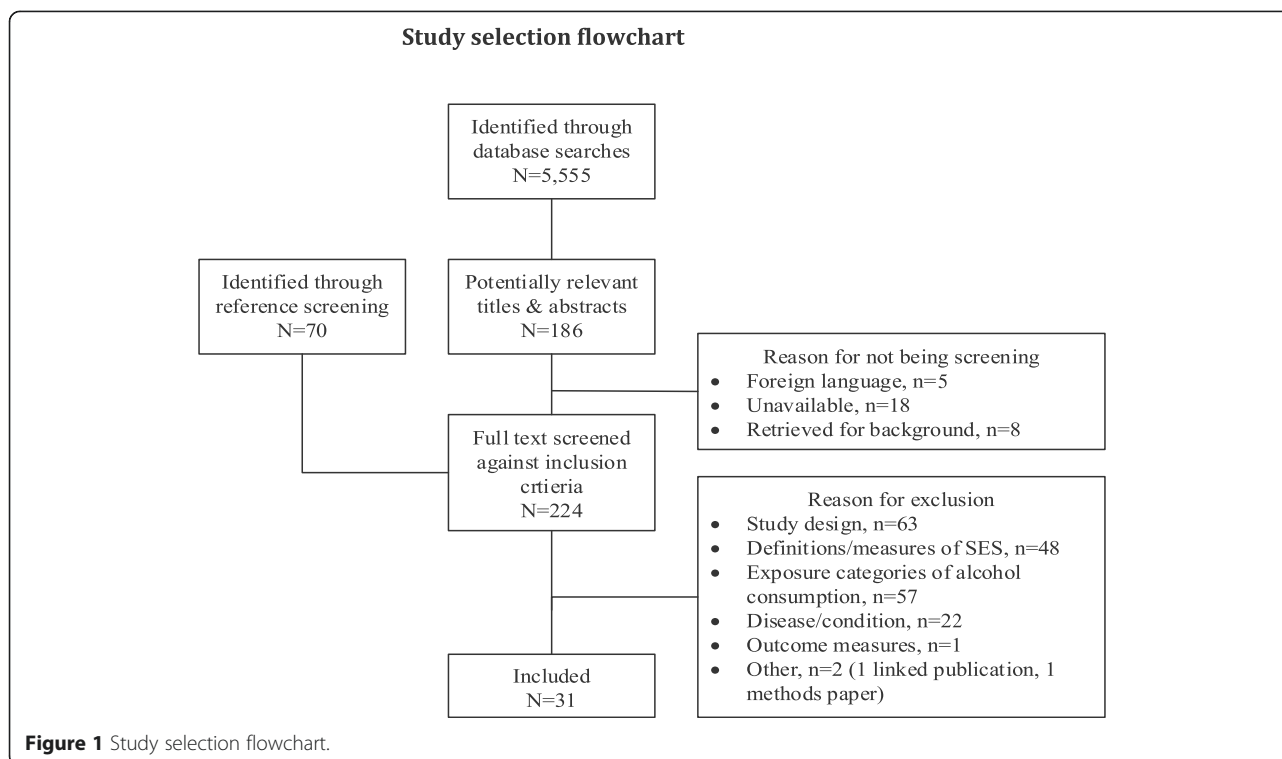 Study selection flowchart
Identified through
database searches
N=5,555
Identified through
reference screening
N=70
Potentially relevant
titles & abstracts
N=186
Reason for not being screening
• Foreign language, n=5
• Unavailable, n=18
• Retrieved for background, n=8
Full text screened
against inclusion
crtieria
N=224
Reason for exclusion
• Study design, n=63
• Definitions/measures of SES, n=48
• Exposure categories of alcohol
consumption, n=57
• Disease/condition, n=22
• Outcome measures, n=1
• Other, n=2 (1 linked publication, 1
methods paper)
Included
N=31
Figure 1 Study selection flowchart.